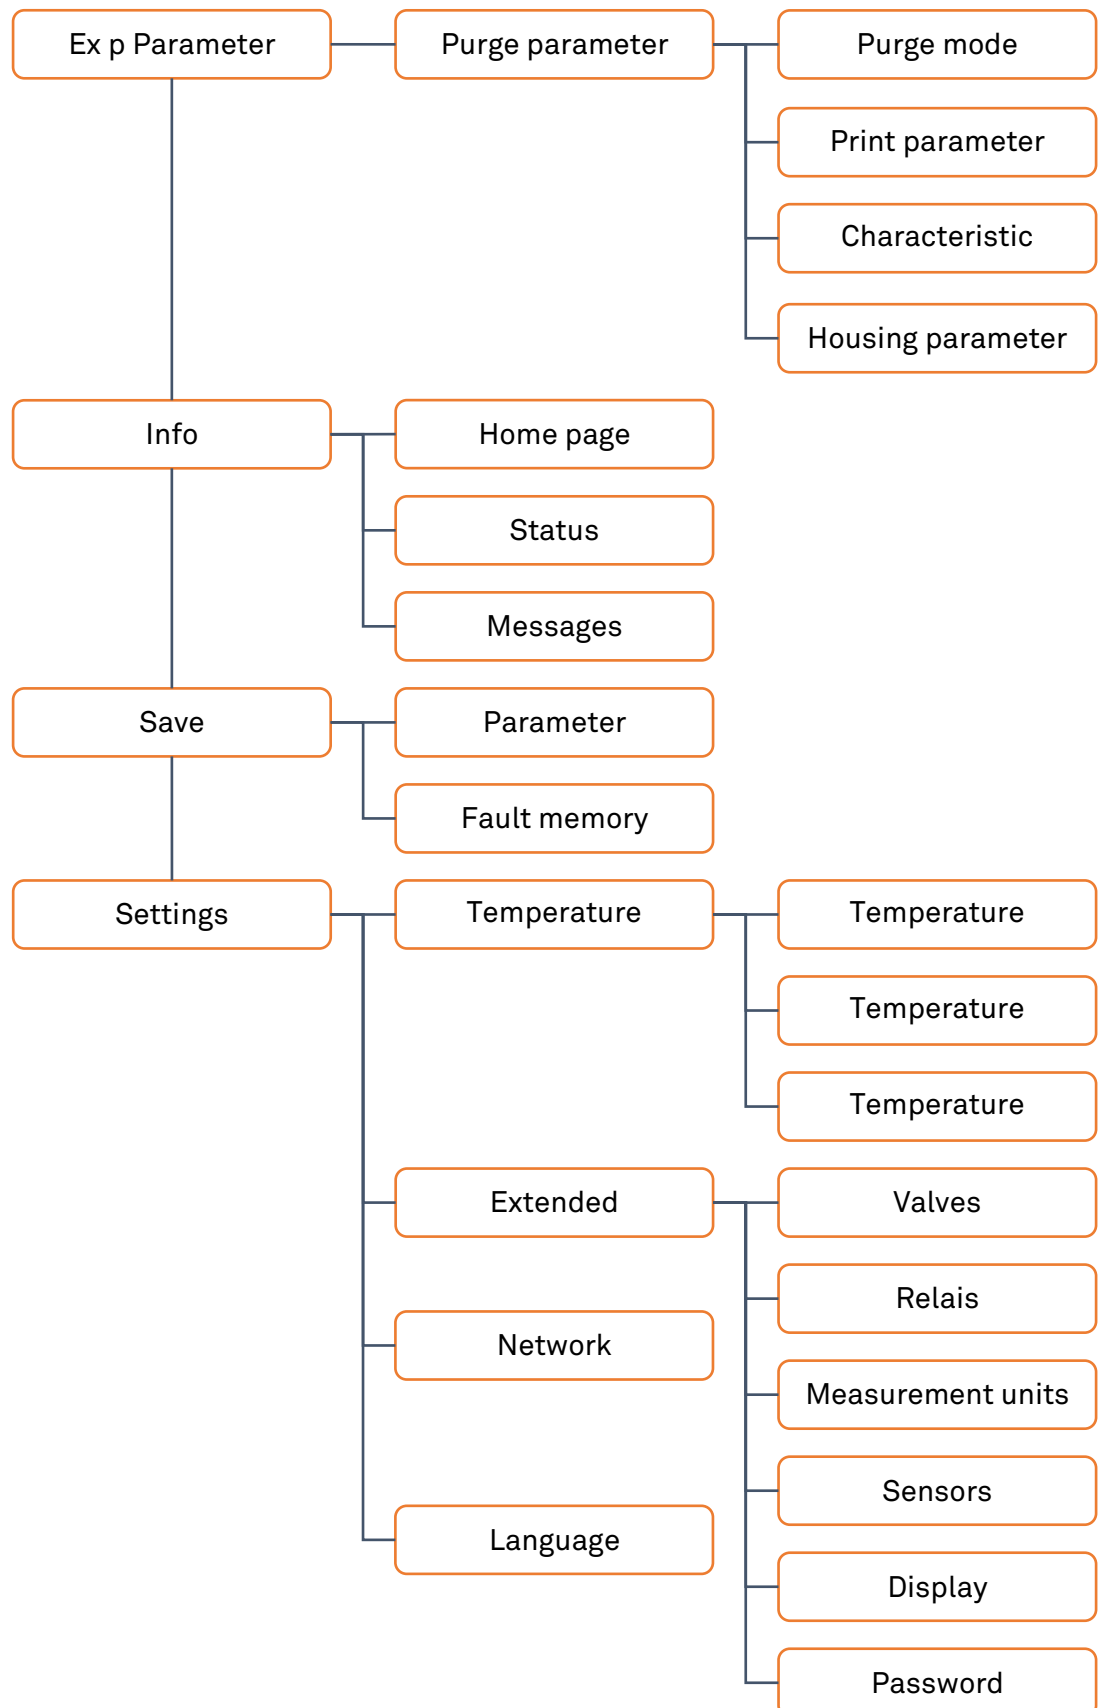 Ex p Parameter
Purge parameter
Purge mode
Print parameter
Characteristic
Housing parameter
Info
Home page
Status
Messages
Save
Parameter
Fault memory
Settings
Temperature
Temperature
Temperature
Temperature
Extended
Valves
Relais
Network
Measurement units
Sensors
Language
Display
Password